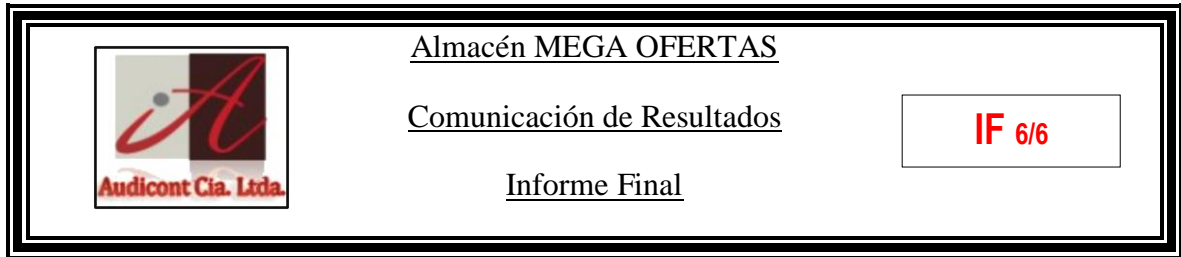 Almacén MEGA OFERTAS
Comunicación de Resultados
IF 6/6
Informe Final
Audicont Cia. Ltda.